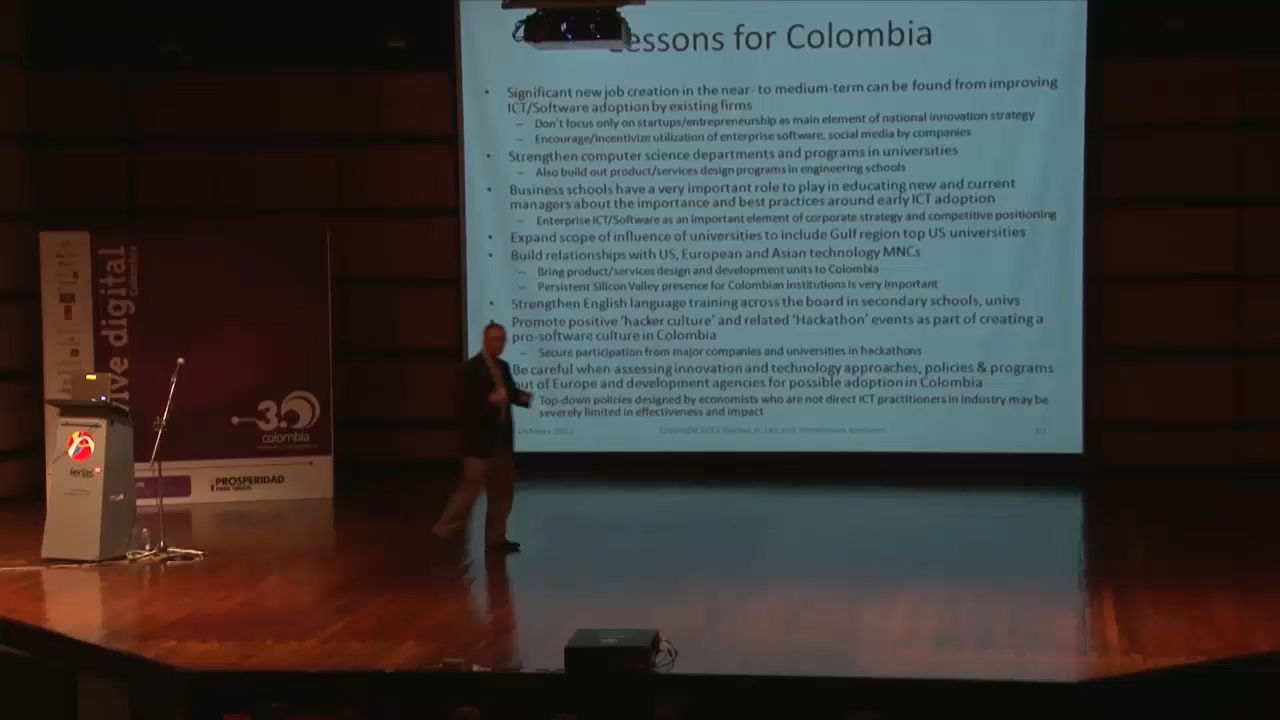 Lessons for Colombia
• Significant new job creation in the near- to medium-term can be found from improving
ICT/Software adoption by existing firms
– Don't focus only on startups/entrepreneurship as main element of national innovation strategy
– Encourage/incentivize utilization of enterprise software, social media by companies
• Strengthen computer science departments and programs in universities
– Also build out product/services design programs in engineering schools
• Business schools have a very important role to play in educating new and current
managers about the importance and best practices around early ICT adoption
– Enterprise ICT/Software as an important element of corporate strategy and competitive positioning
• Expand scope of influence of universities to include Gulf region top US universities
• Build relationships with US, European and Asian technology MNCs
– Bring product/services design and development units to Colombia
– Persistent Silicon Valley presence for Colombian institutions is very important
• Strengthen English language training across the board in secondary schools, univs
Promote positive 'hacker culture' and related 'Hackathon' events as part of creating a
pro-software culture in Colombia
– Secure participation from major companies and universities in hackathons
Be careful when assessing innovation and technology approaches, policies & programs
out of Europe and development agencies for possible adoption in Colombia
Top-down policies designed by economists who are not direct ICT practitioners in industry may be
severely limited in effectiveness and impact
ive digital
Colombia
3.0
colombia
PROSPERIDAD
PARA TODOS
ferias